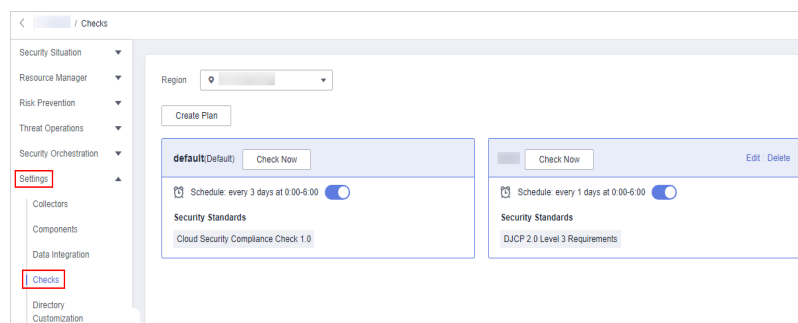 / Checks
Security Situation
Resource Manager
Risk Prevention
Threat Operations
Security Orchestration
Settings
Collectors
Components
Data Integration
Checks
Directory
Customization
Region
Create Plan
default(Default) Check Now
Schedule: every 3 days at 0:00-6:00
Security Standards
Cloud Security Compliance Check 1.0
Check Now Edit Delete
Schedule: every 1 days at 0:00-6:00
Security Standards
DJCP 2.0 Level 3 Requirements